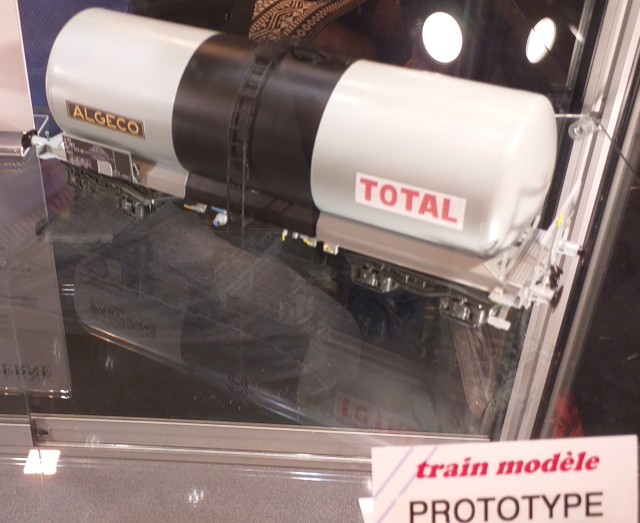 ALGECO
TOTAL
train modèle
PROTOTYPE